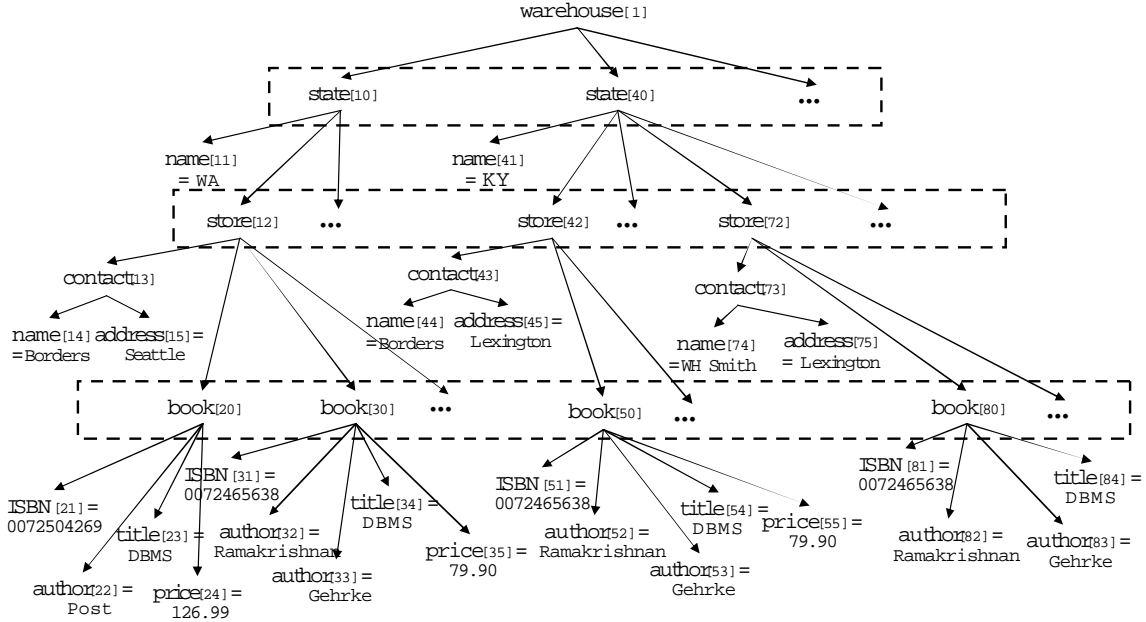 warehouse[1]
state[10]
state[40]
...
name[11]
= WA
name[41]
= KY
store[12]
...
store[42]
...
store[72]
...
contact[13]
contact[43]
contact[73]
name[14]
=Borders
address[15]=
Seattle
name[44]
=Borders
address[45]=
Lexington
name[74]
=WH Smith
address[75]
= Lexington
book[20]
book[30]
...
book[50]
...
book[80]
...
ISBN[21]=
0072504269
author[22]=
Post
title[23]=
DBMS
price[24]=
126.99
ISBN[31]=
0072465638
author[32]=
Ramakrishnan
author[33]=
Gehrke
title[34]=
DBMS
price[35]=
79.90
ISBN[51]=
0072465638
author[52]=
Ramakrishnan
author[53]=
Gehrke
title[54]=
DBMS
price[55]=
79.90
ISBN[81]=
0072465638
author[82]=
Ramakrishnan
author[83]=
Gehrke
title[84]=
DBMS